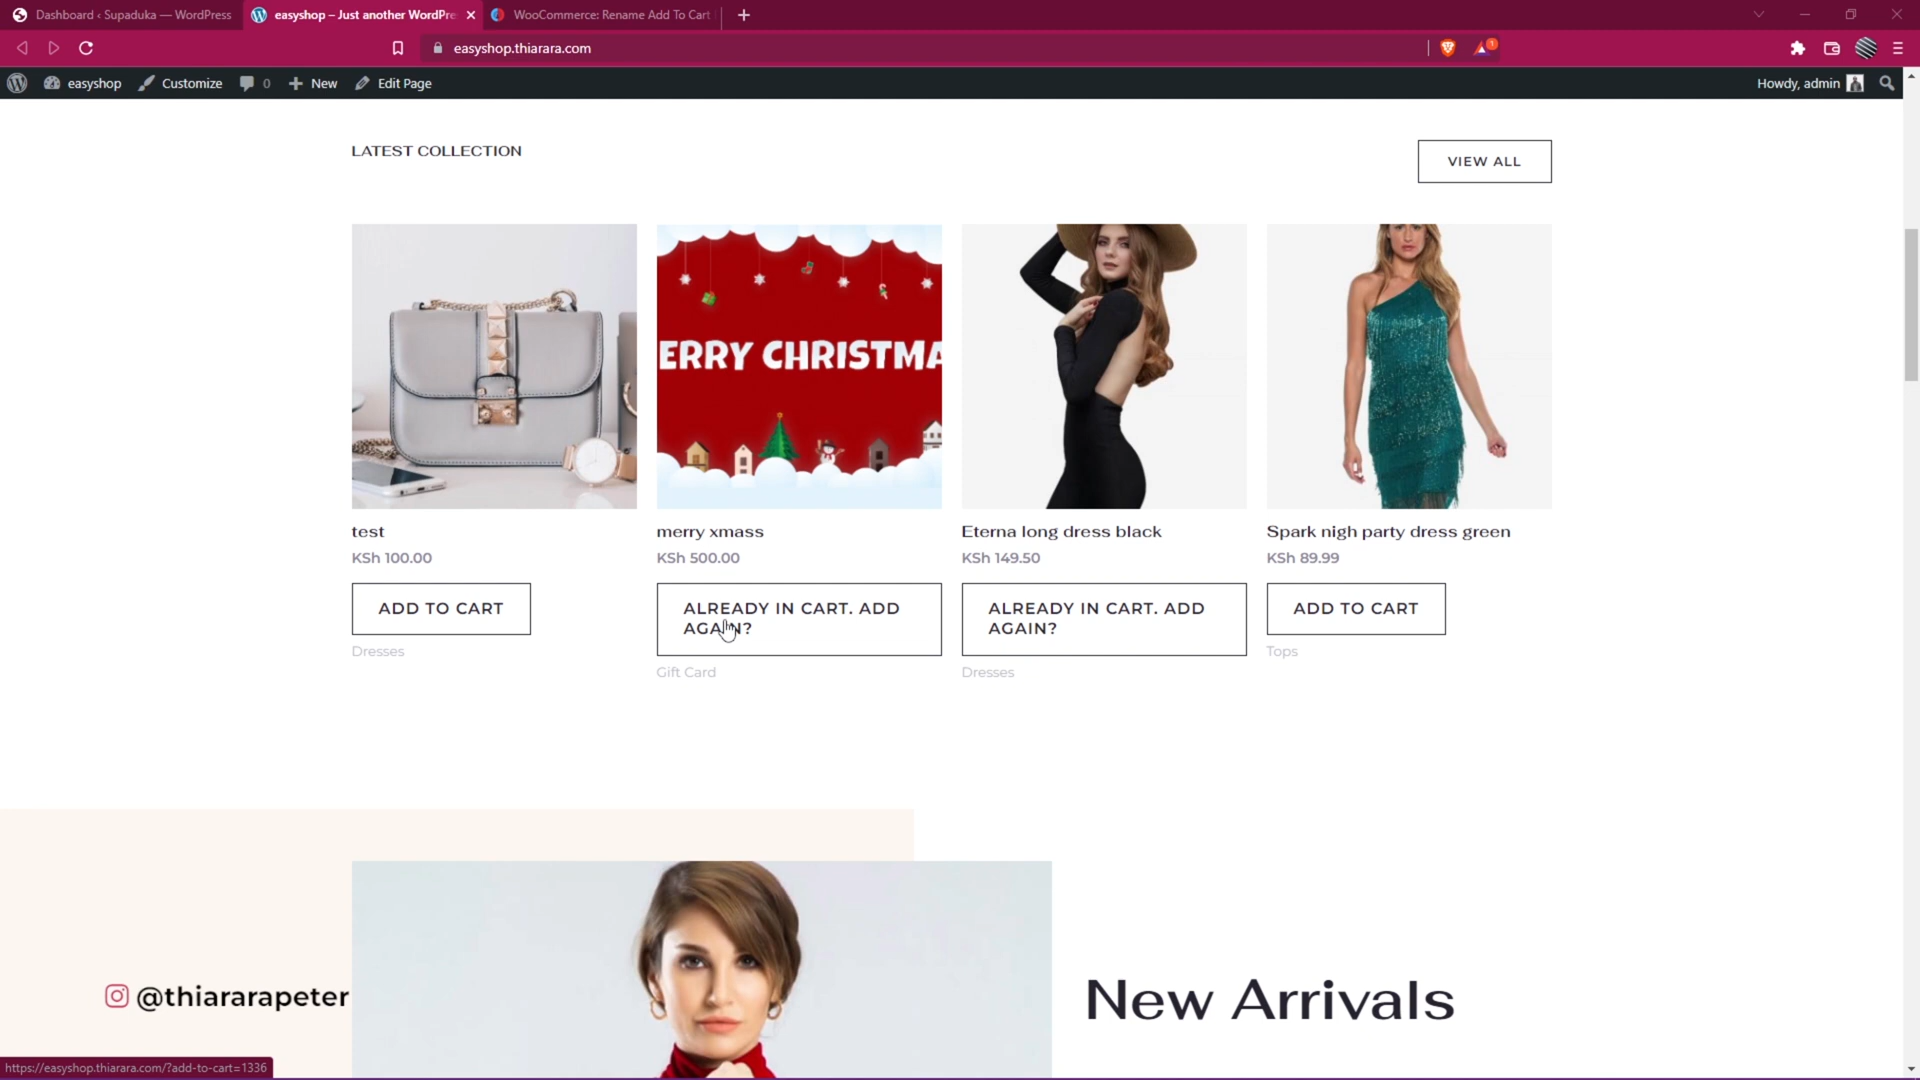 Dashboard ‹ Supaduka — WordPress
easyshop – Just another WordPre
WooCommerce: Rename Add To Cart
easyshop.thiarara.com
1
easyshop
Customize
0
New
Edit Page
Howdy, admin
LATEST COLLECTION
VIEW ALL
ERRY CHRISTMA
test
merry xmass
Eterna long dress black
Spark nigh party dress green
KSh 100.00
KSh 500.00
KSh 149.50
KSh 89.99
ADD TO CART
ALREADY IN CART. ADD
AGAIN?
ALREADY IN CART. ADD
AGAIN?
ADD TO CART
Dresses
Gift Card
Dresses
Tops
@thiararapeter
New Arrivals
https://easyshop.thiarara.com/?add-to-cart=1336